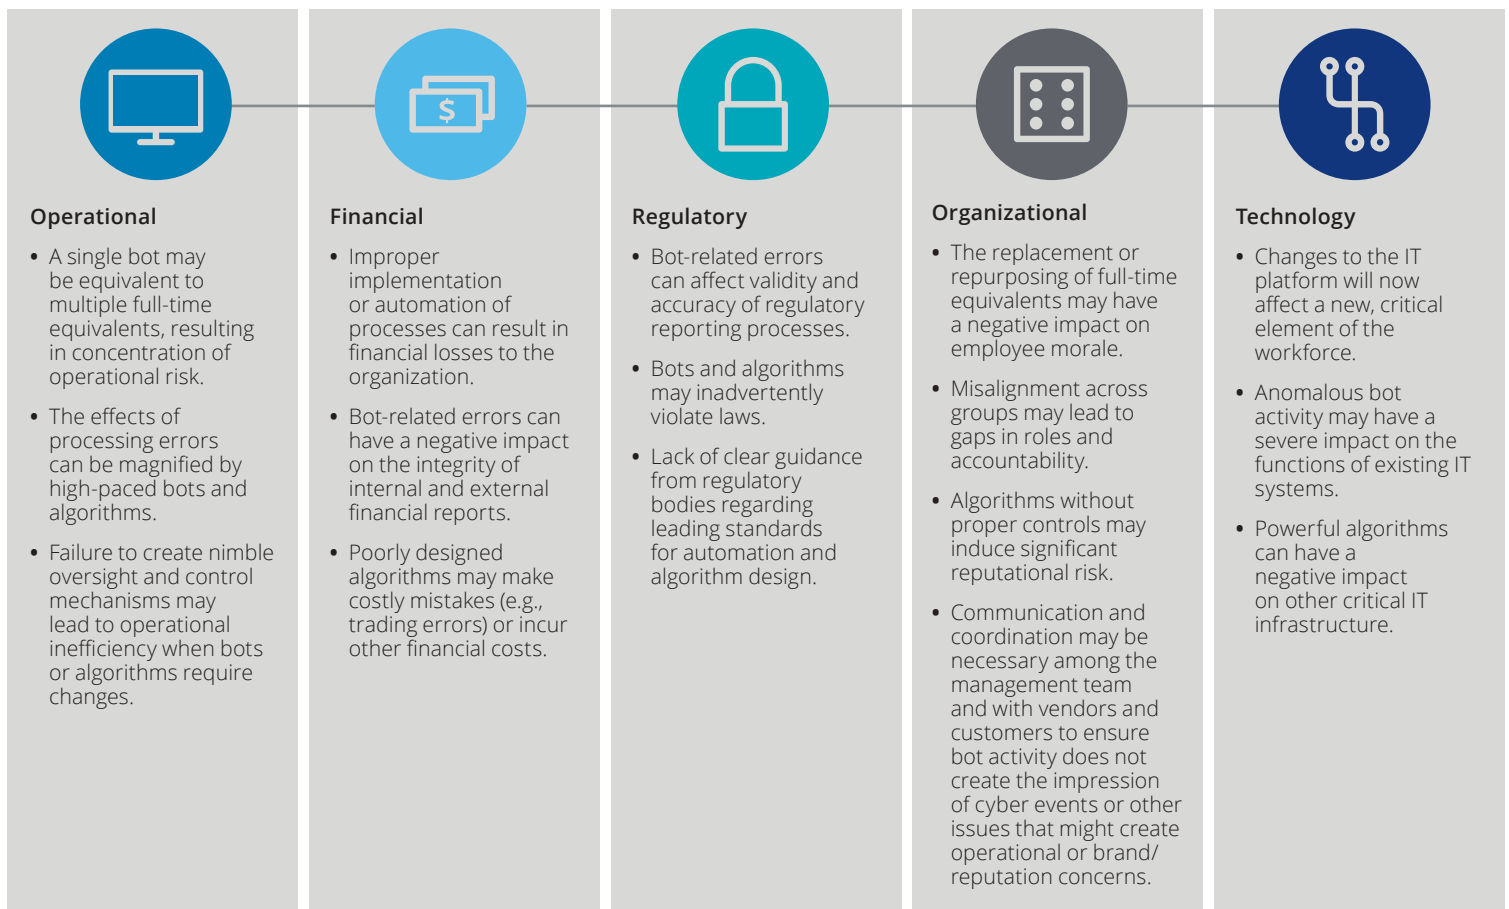 $
Operational
• A single bot may
be equivalent to
multiple full-time
equivalents, resulting
in concentration of
operational risk.
• The effects of
processing errors
can be magnified by
high-paced bots and
algorithms.
• Failure to create nimble
oversight and control
mechanisms may
lead to operational
inefficiency when bots
or algorithms require
changes.
Financial
• Improper
implementation
or automation of
processes can result in
financial losses to the
organization.
• Bot-related errors can
have a negative impact
on the integrity of
internal and external
financial reports.
• Poorly designed
algorithms may make
costly mistakes (e.g.,
trading errors) or incur
other financial costs.
Regulatory
• Bot-related errors
can affect validity and
accuracy of regulatory
reporting processes.
• Bots and algorithms
may inadvertently
violate laws.
• Lack of clear guidance
from regulatory
bodies regarding
leading standards
for automation and
algorithm design.
Organizational
• The replacement or
repurposing of full-time
equivalents may have
a negative impact on
employee morale.
• Misalignment across
groups may lead to
gaps in roles and
accountability.
• Algorithms without
proper controls may
induce significant
reputational risk.
• Communication and
coordination may be
necessary among the
management team
and with vendors and
customers to ensure
bot activity does not
create the impression
of cyber events or other
issues that might create
operational or brand/
reputation concerns.
Technology
• Changes to the IT
platform will now
affect a new, critical
element of the
workforce.
• Anomalous bot
activity may have a
severe impact on the
functions of existing IT
systems.
• Powerful algorithms
can have a
negative impact
on other critical IT
infrastructure.